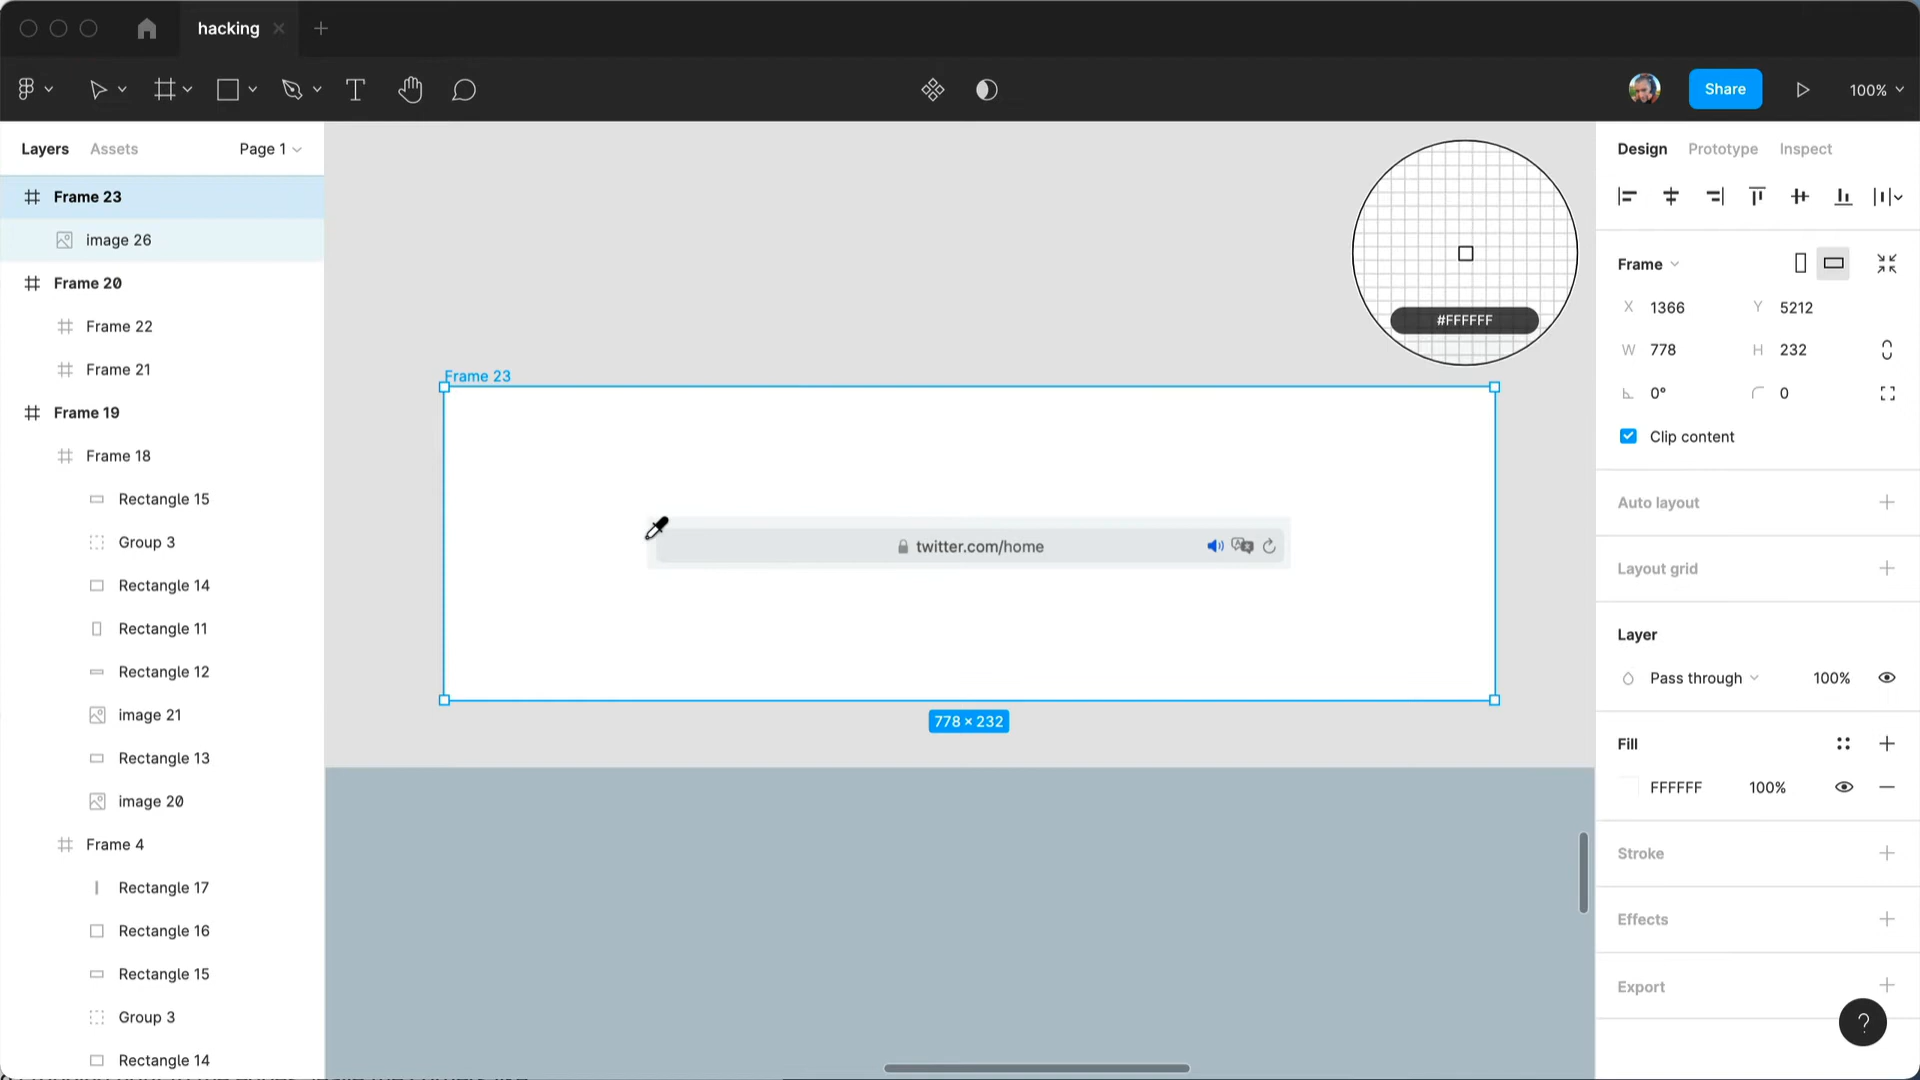 hacking
Share
100%
Layers
Assets
Page 1
Design
Prototype
Inspect
Frame 23
image 26
Frame 20
Frame 22
Frame 21
Frame 19
Frame 18
Rectangle 15
Group 3
Rectangle 14
Rectangle 11
Rectangle 12
image 21
Rectangle 13
image 20
Frame 4
Rectangle 17
Rectangle 16
Rectangle 15
Group 3
Rectangle 14
#FFFFFF
Frame 23
twitter.com/home
778 × 232
Frame
X 1366
Y 5212
W 778
H 232
0°
0
Clip content
Auto layout
Layout grid
Layer
Pass through
100%
Fill
FFFFFF
100%
Stroke
Effects
Export
?